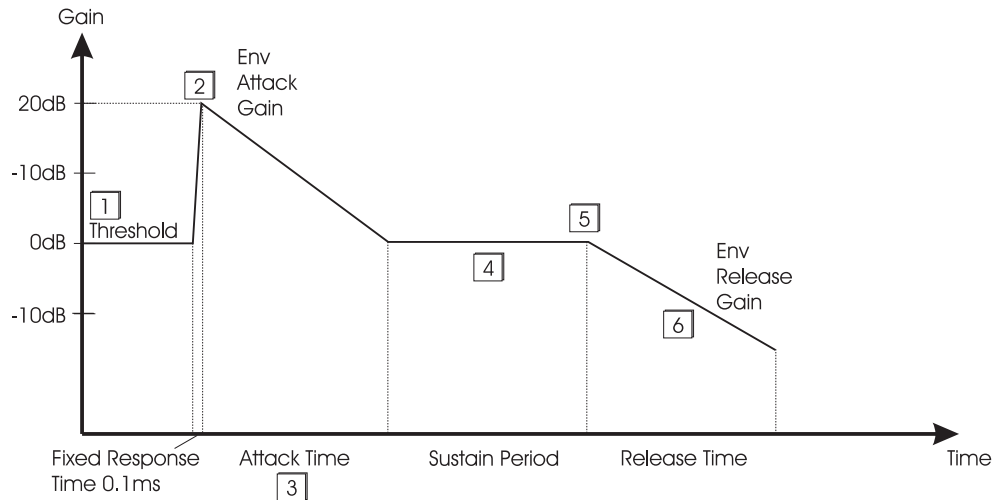 Gain
Env
Attack
Gain
2
20dB
-10dB
1
Threshold
0dB
5
4
Env
Release
Gain
-10dB
6
Fixed Response
Time 0.1ms
Attack Time
3
Sustain Period
Release Time
Time